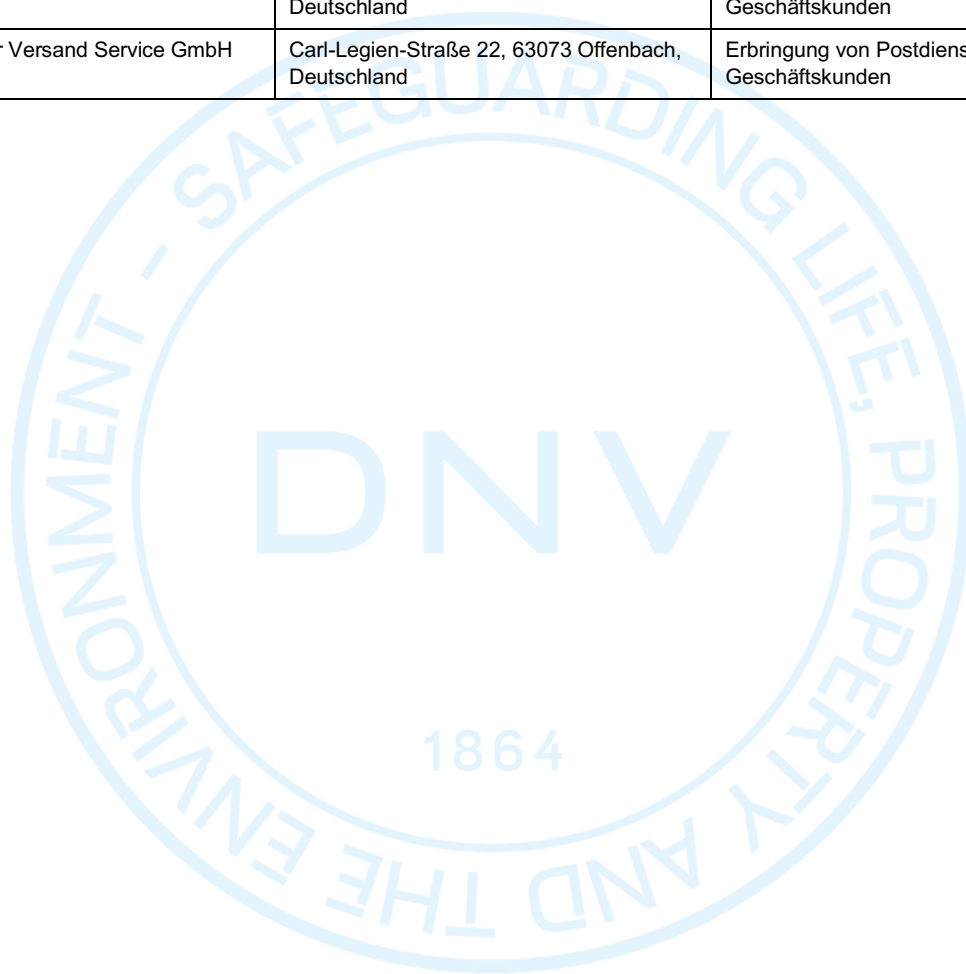 Deutschland Geschäftskunden
r Versand Service GmbH Carl-Legien-Straße 22, 63073 Offenbach, Erbringung von Postdiens
Deutschland Geschäftskunden
SAFEGUARDING LIFE, PROPERTY AND THE ENVIRONMENT -
DNV
1864